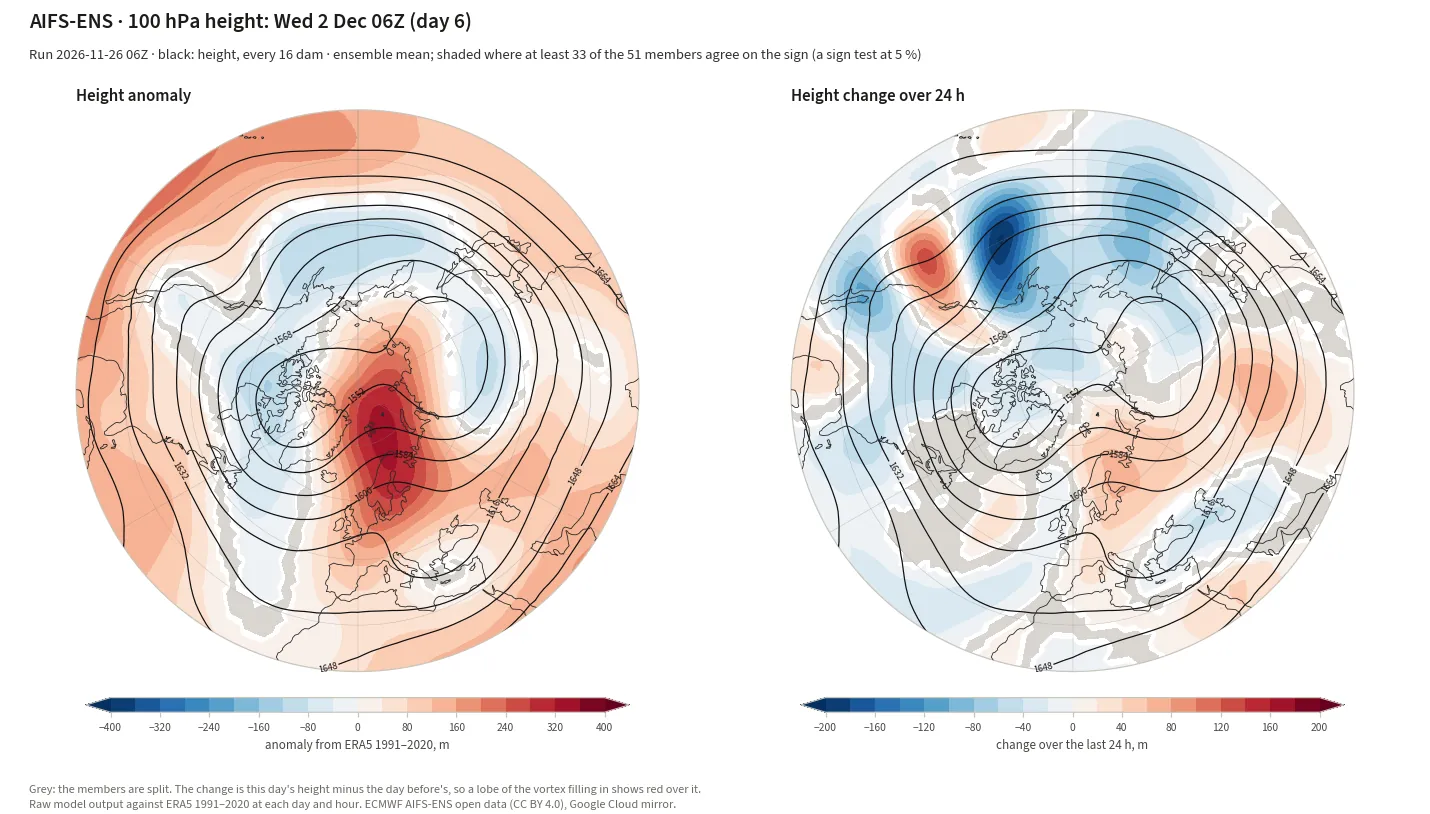 AIFS-ENS · 100 hPa height: Wed 2 Dec 06Z (day 6)
Run 2026-11-26 06Z · black: height, every 16 dam · ensemble mean; shaded where at least 33 of the 51 members agree on the sign (a sign test at 5 %)
Height anomaly
Height change over 24 h
1664
1568
1552
1584
1600
1616
1632
1648
1664
1648
1664
1568
1552
1584
1600
1616
1632
1648
1664
1648
−400 −320 −240 −160 −80 0 80 160 240 320 400
anomaly from ERA5 1991–2020, m
−200 −160 −120 −80 −40 0 40 80 120 160 200
change over the last 24 h, m
Grey: the members are split. The change is this day's height minus the day before's, so a lobe of the vortex filling in shows red over it.
Raw model output against ERA5 1991–2020 at each day and hour. ECMWF AIFS-ENS open data (CC BY 4.0), Google Cloud mirror.